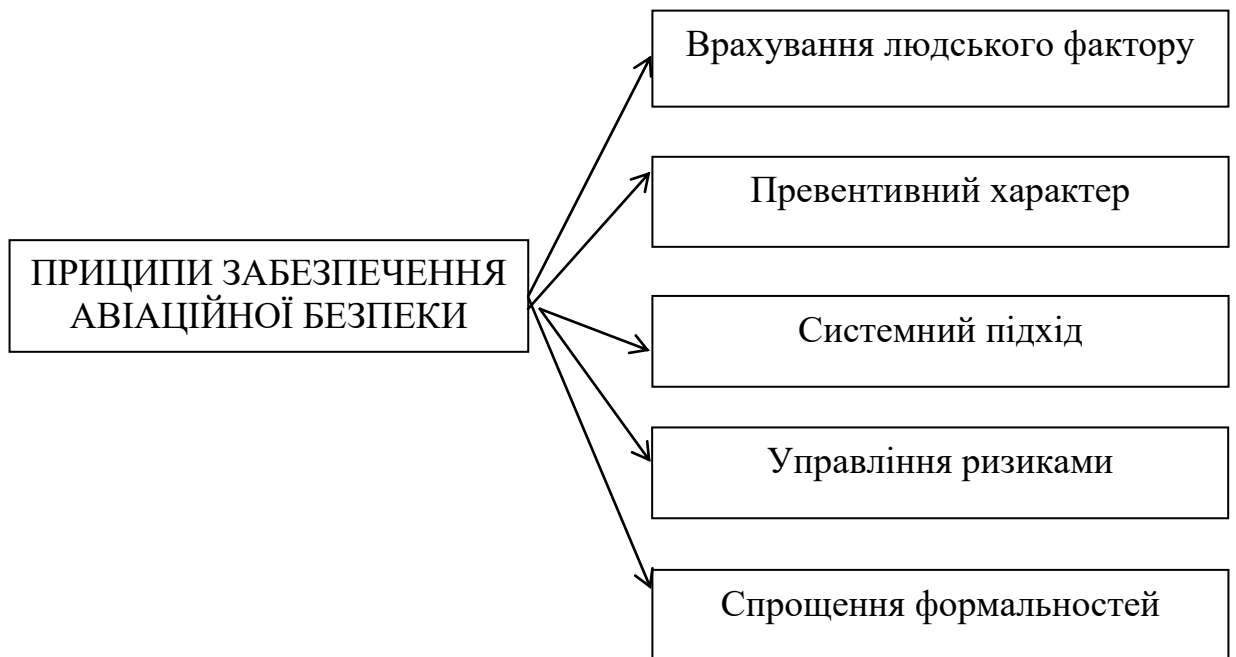 Врахування людського фактору
Превентивний характер
ПРИЦИПИ ЗАБЕЗПЕЧЕННЯ
АВІАЦІЙНОЇ БЕЗПЕКИ
Системний підхід
Управління ризиками
Спрощення формальностей